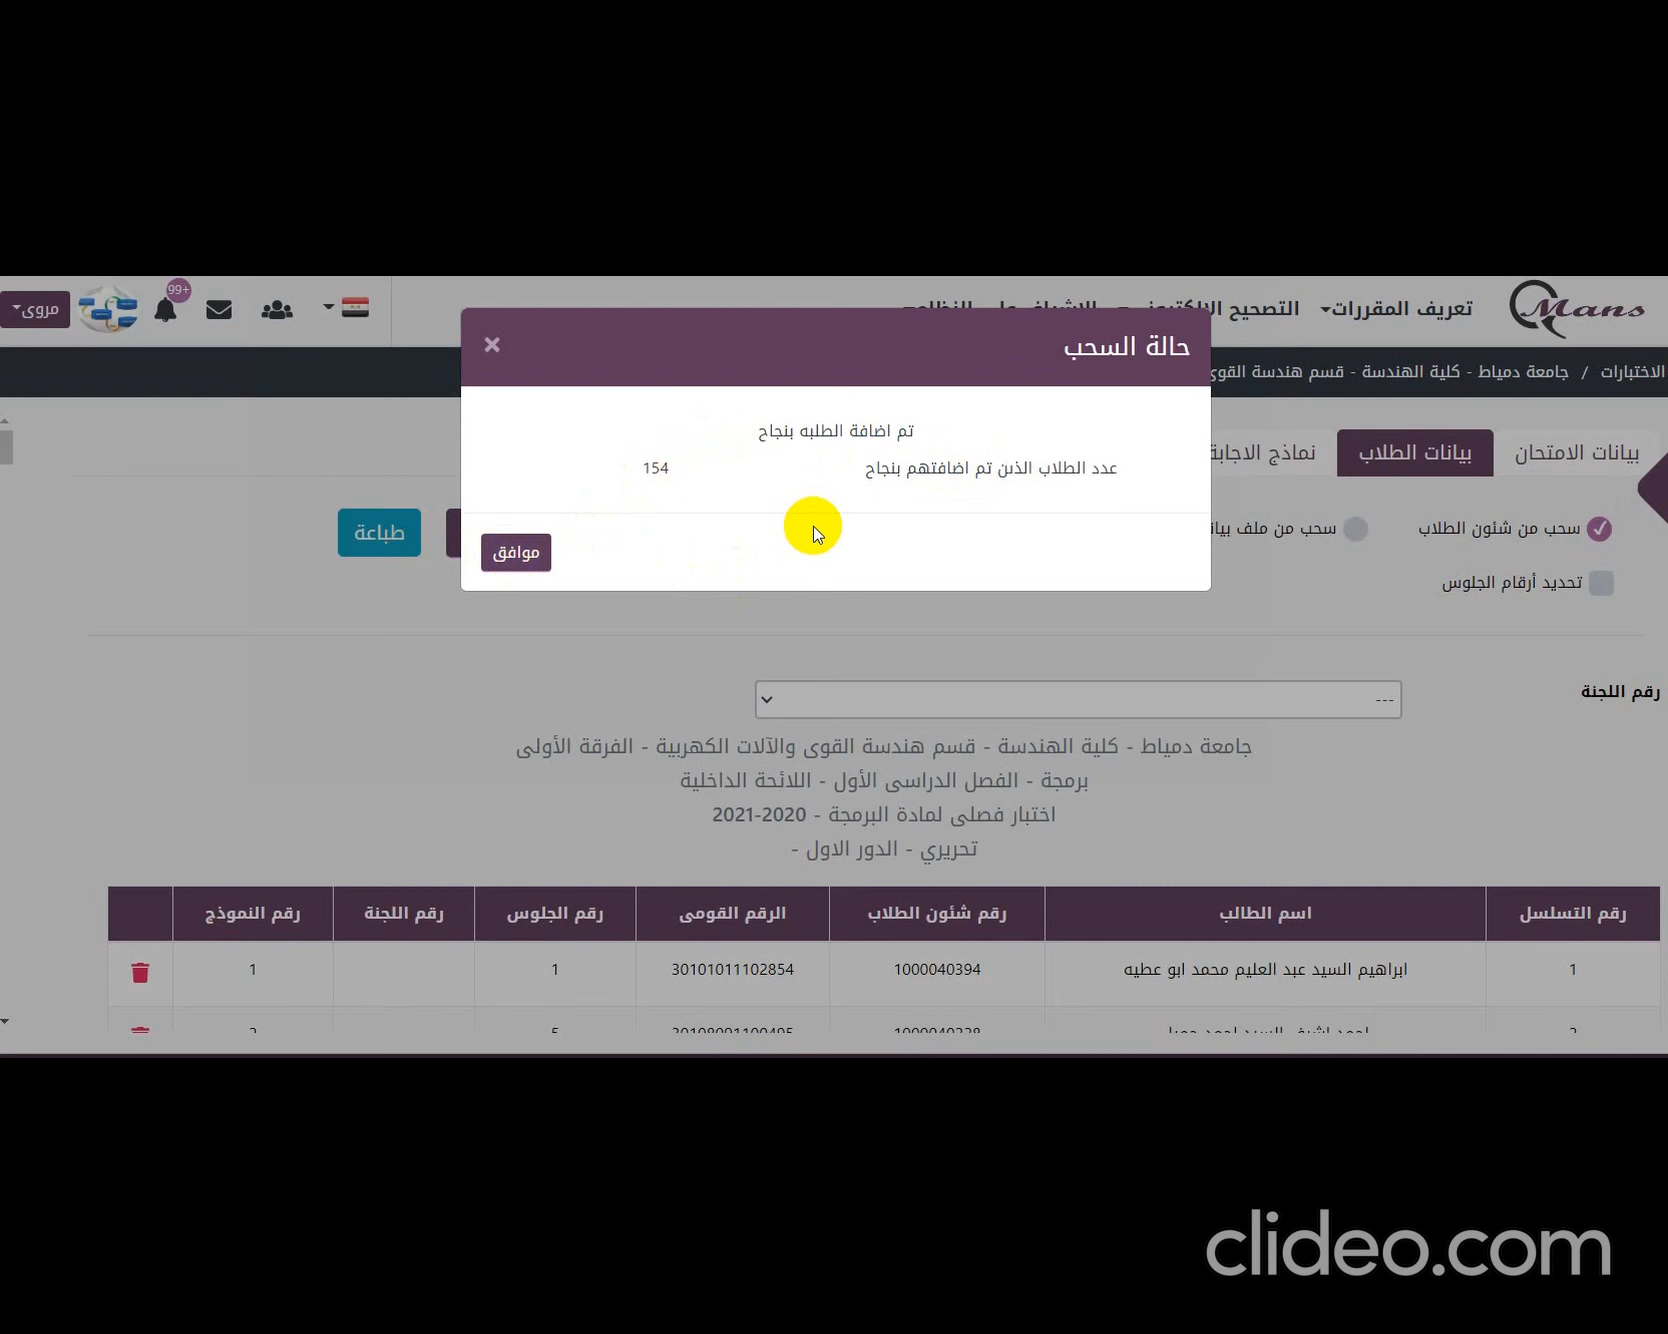 Mans
تعريف المقررات
التصحيح
99+
مروى
الاختبارات / جامعة دمياط - كلية الهندسة - قسم هندسة القوى
حالة السحب
×
تم اضافة الطلبه بنجاح
عدد الطلاب الذين تم اضافتهم بنجاح 154
موافق
بيانات الامتحان
بيانات الطلاب
نماذج الاجابة
سحب من شئون الطلاب
سحب من ملف
طباعة
تحديد أرقام الجلوس
رقم اللجنة
---
جامعة دمياط - كلية الهندسة - قسم هندسة القوى والآلات الكهربية - الفرقة الأولى
برمجة - الفصل الدراسى الأول - اللائحة الداخلية
اختبار فصلى لمادة البرمجة - 2020-2021
تحريري - الدور الاول -
رقم التسلسل اسم الطالب رقم شئون الطلاب الرقم القومى رقم الجلوس رقم اللجنة رقم النموذج
1 ابراهيم السيد عبد العليم محمد ابو عطيه 1000040394 30101011102854 1 1
clideo.com